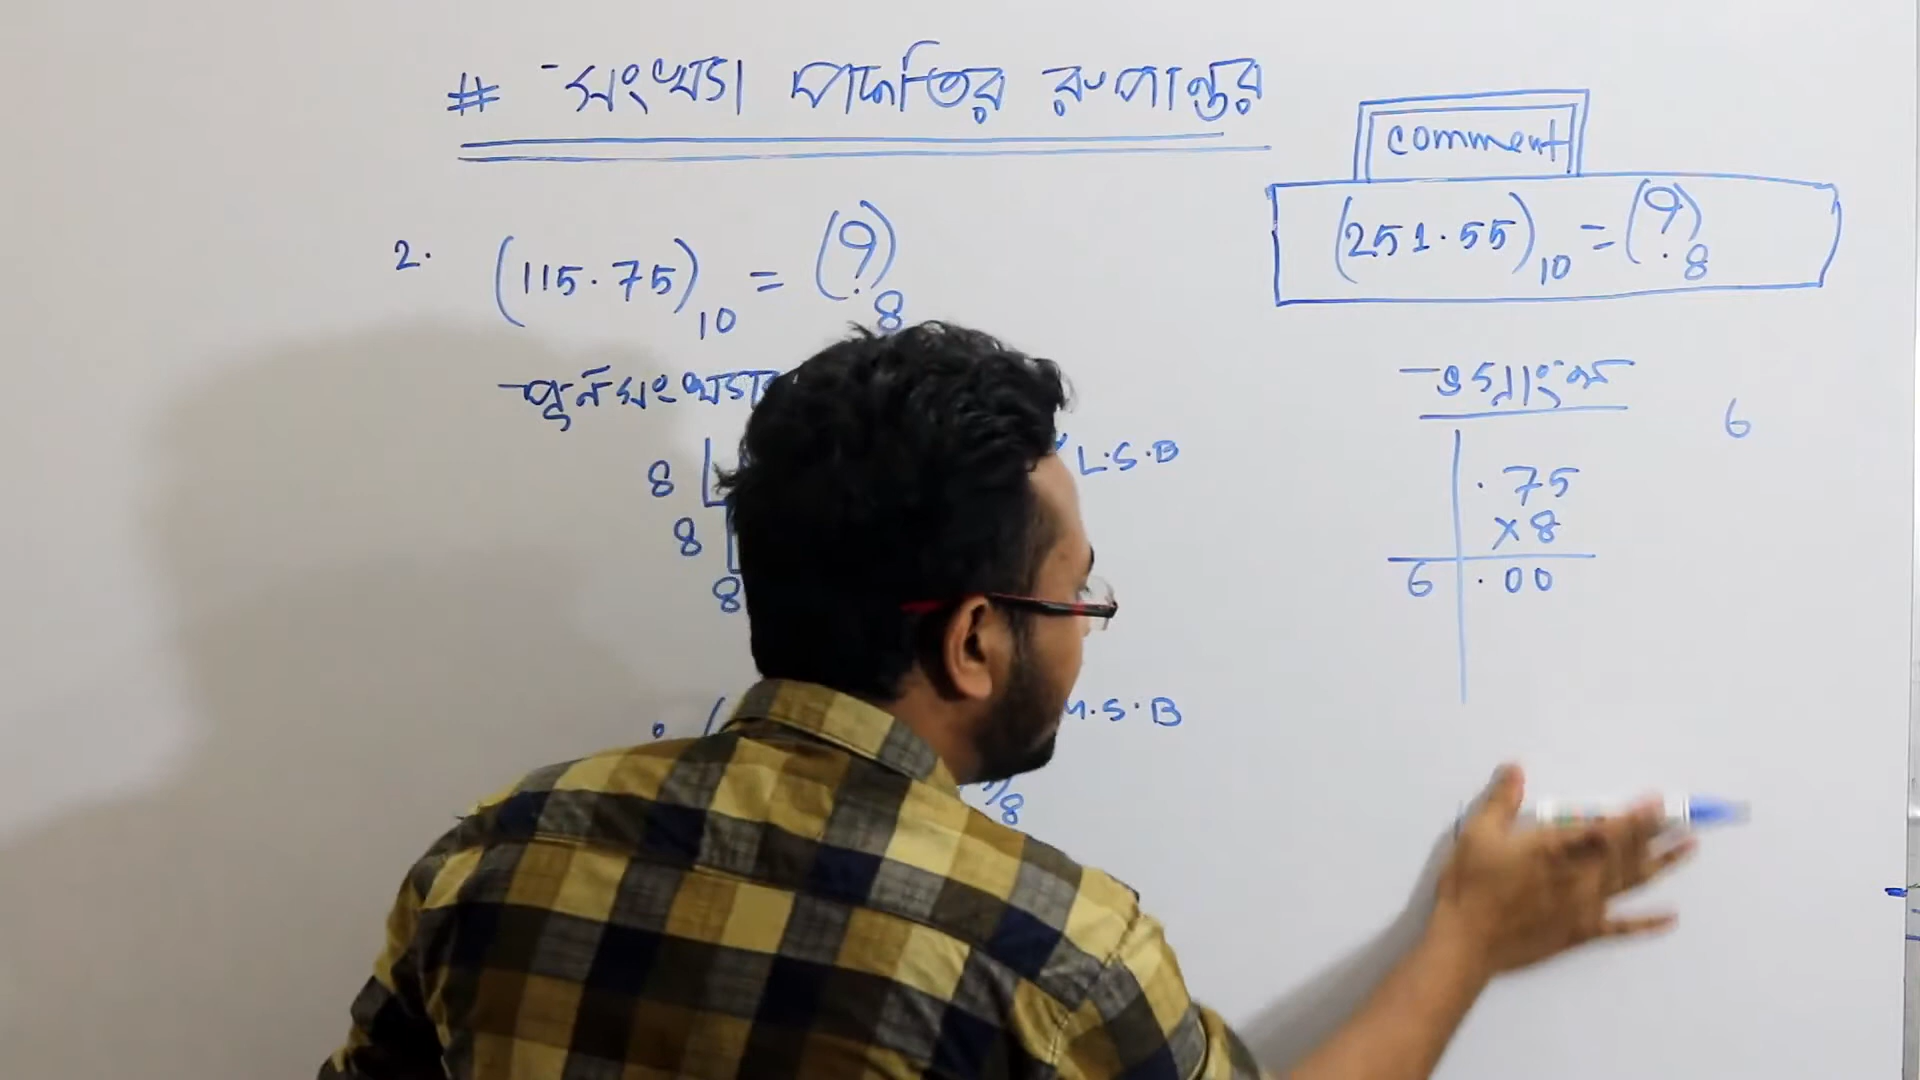 # সংখ্যা পদ্ধতির রুপান্তর
comment
(251.55)10 = (?)8
2. (115.75)10 = (?)8
পূর্নসংখ্যা
ভগ্নাংশ
6
8
L.S.B
.75
8
×8
8
6 .00
M.S.B
8